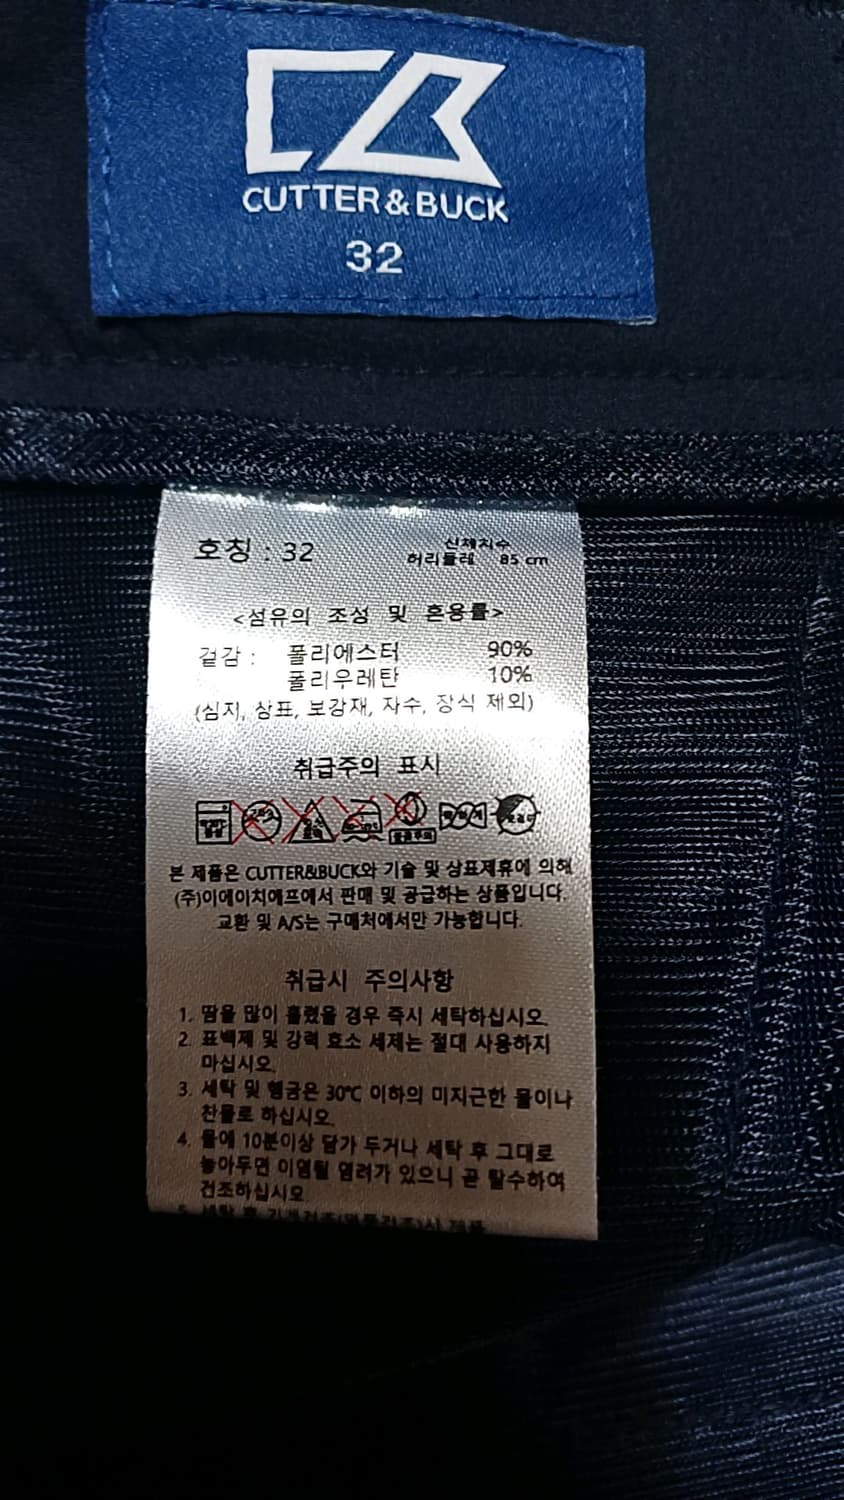 CUTTER & BUCK
32
호칭 : 32
신체치수
허리둘레 85 cm
<섬유의 조성 및 혼용률>
겉감 : 폴리에스터 90%
폴리우레탄 10%
(심지, 상표, 보강재, 자수, 장식 제외)
취급주의 표시
본 제품은 CUTTER&BUCK와 기술 및 상표제휴에 의해
(주)이에이치에프에서 판매 및 공급하는 상품입니다.
교환 및 A/S는 구매처에서만 가능합니다.
취급시 주의사항
1. 땀을 많이 흘렸을 경우 즉시 세탁하십시오.
2. 표백제 및 강력 효소 세제는 절대 사용하지
마십시오.
3. 세탁 및 헹굼은 30℃ 이하의 미지근한 물이나
찬물로 하십시오.
4. 물에 10분이상 담가 두거나 세탁 후 그대로
놓아두면 이염될 염려가 있으니 곧 탈수하여
건조하십시오.
5. 세탁 후